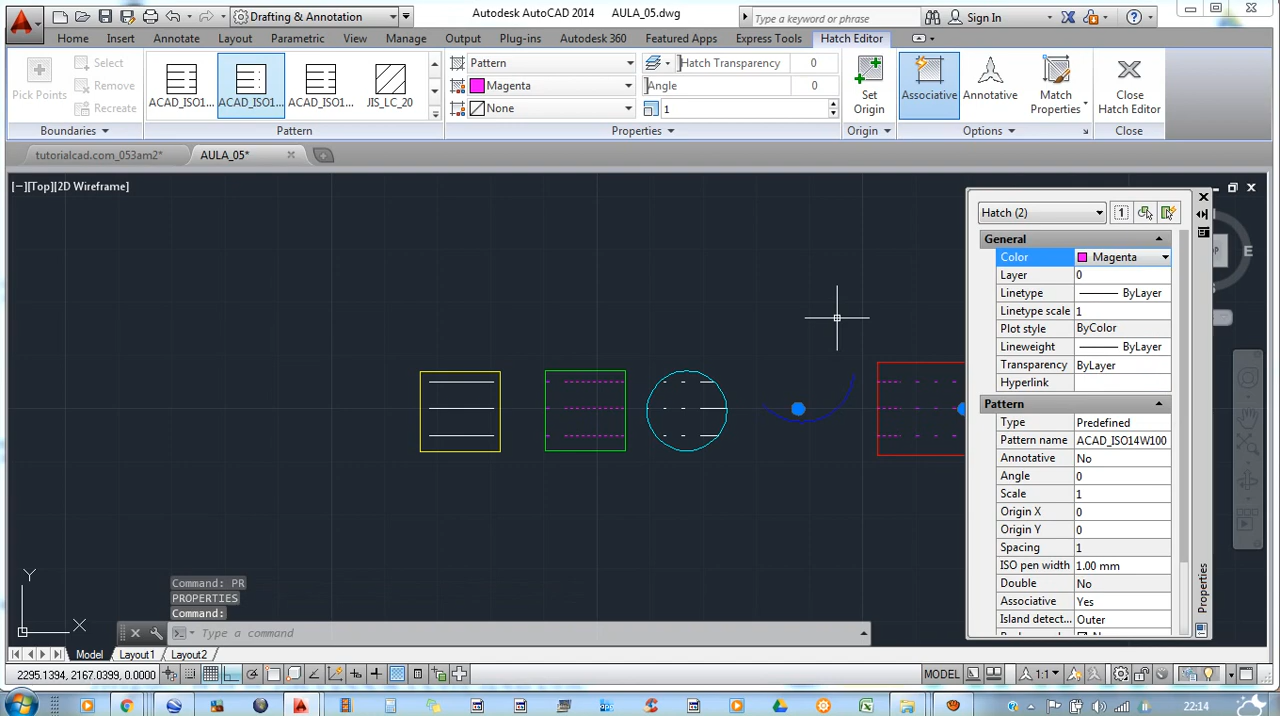 Drafting & Annotation
Autodesk AutoCAD 2014   AULA_05.dwg
Type a keyword or phrase
Sign In
Home
Insert
Annotate
Layout
Parametric
View
Manage
Output
Plug-ins
Autodesk 360
Featured Apps
Express Tools
Hatch Editor
Pick Points
Select
Remove
Recreate
Boundaries
ACAD_ISO1...
ACAD_ISO1...
ACAD_ISO1...
JIS_LC_20
Pattern
Pattern
Magenta
None
Hatch Transparency 0
Angle 0
1
Properties
Set Origin
Origin
Associative
Annotative
Match Properties
Options
Close Hatch Editor
Close
tutorialcad.com_053am2*
AULA_05*
[−][Top][2D Wireframe]
E
Hatch (2)
1
General
Color Magenta
Layer 0
Linetype ByLayer
Linetype scale 1
Plot style ByColor
Lineweight ByLayer
Transparency ByLayer
Hyperlink
Pattern
Type Predefined
Pattern name ACAD_ISO14W100
Annotative No
Angle 0
Scale 1
Origin X 0
Origin Y 0
Spacing 1
ISO pen width 1.00 mm
Double No
Associative Yes
Island detect... Outer
Properties
Y
X
Command: PR
PROPERTIES
Command:
Type a command
Model
Layout1
Layout2
2295.1394, 2167.0399, 0.0000
MODEL
1:1
22:14